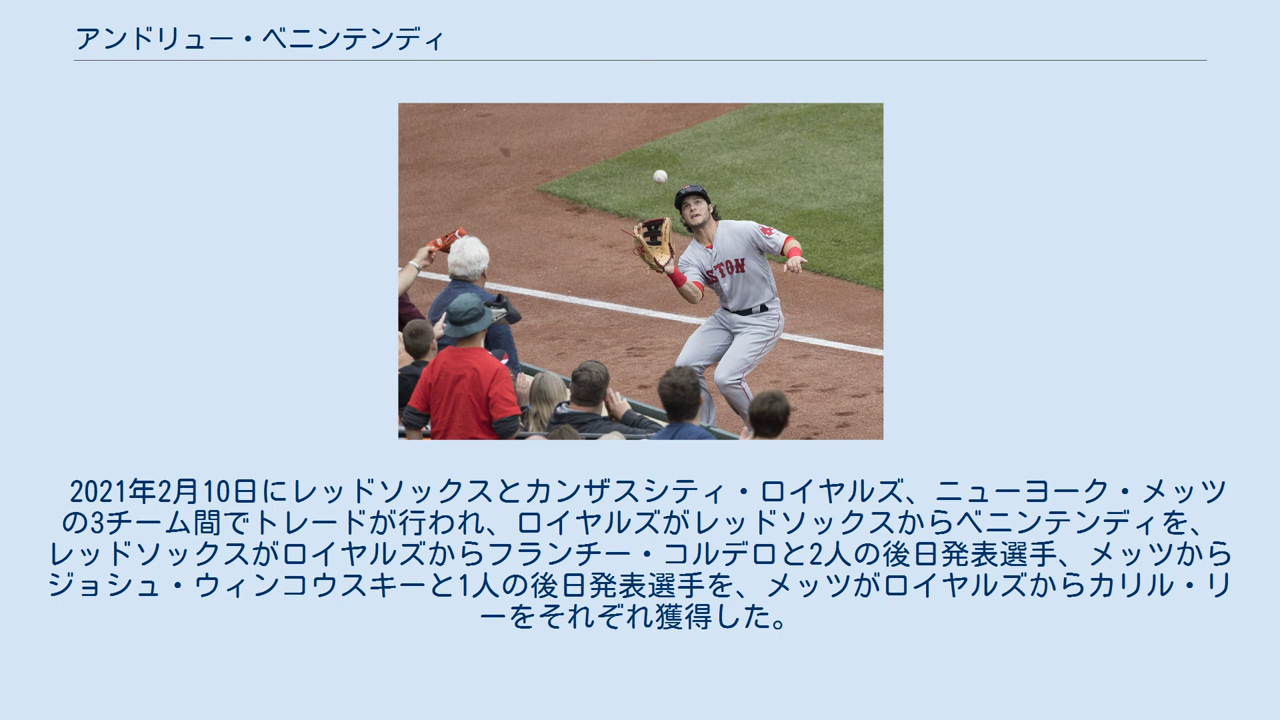 アンドリュー・ベニンテンディ
STON
2021年2月10日にレッドソックスとカンザスシティ・ロイヤルズ、ニューヨーク・メッツ
の3チーム間でトレードが行われ、ロイヤルズがレッドソックスからベニンテンディを、
レッドソックスがロイヤルズからフランチー・コルデロと2人の後日発表選手、メッツから
ジョシュ・ウィンコウスキーと1人の後日発表選手を、メッツがロイヤルズからカリル・リ
ーをそれぞれ獲得した。